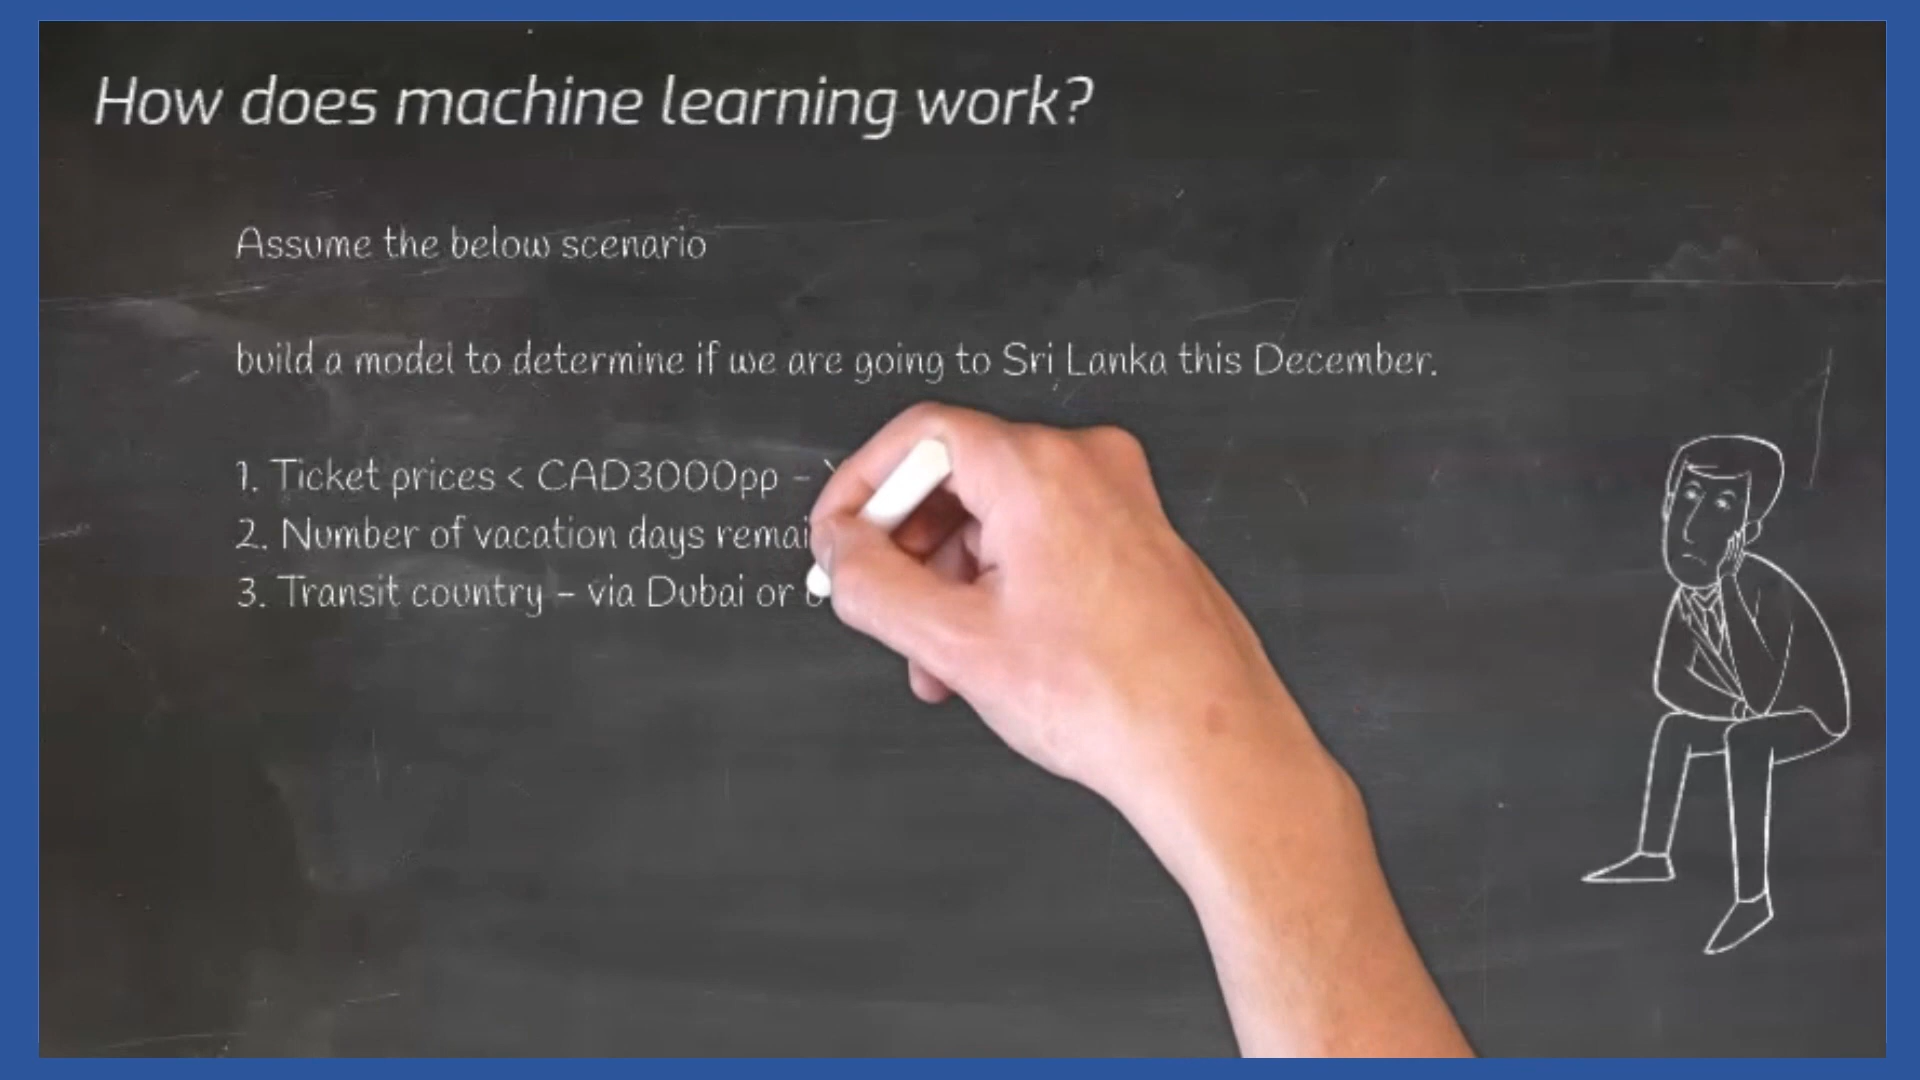 How does machine learning work?
Assume the below scenario
build a model to determine if we are going to Sri Lanka this December.
1. Ticket prices < CAD3000pp -
2. Number of vacation days
3. Transit country - via Dubai or